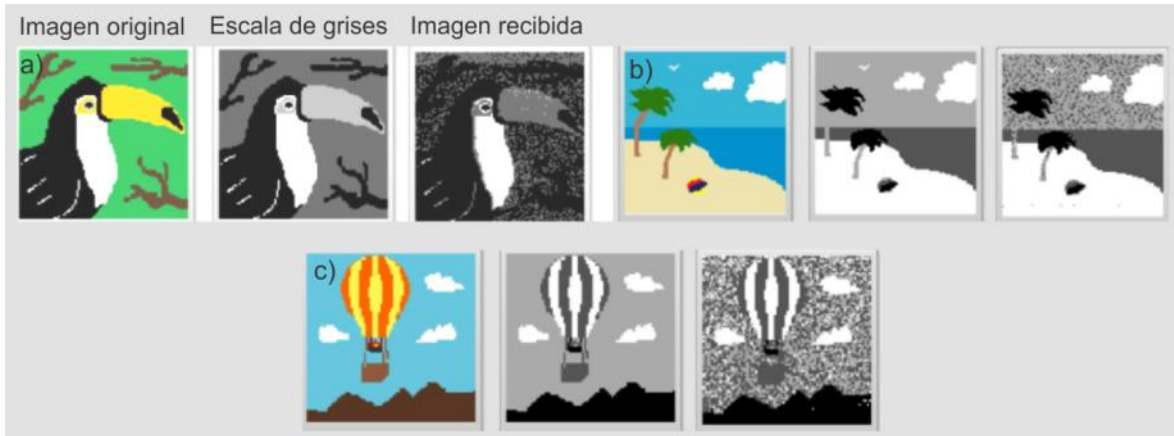 Imagen original Escala de grises Imagen recibida
a)
b)
c)